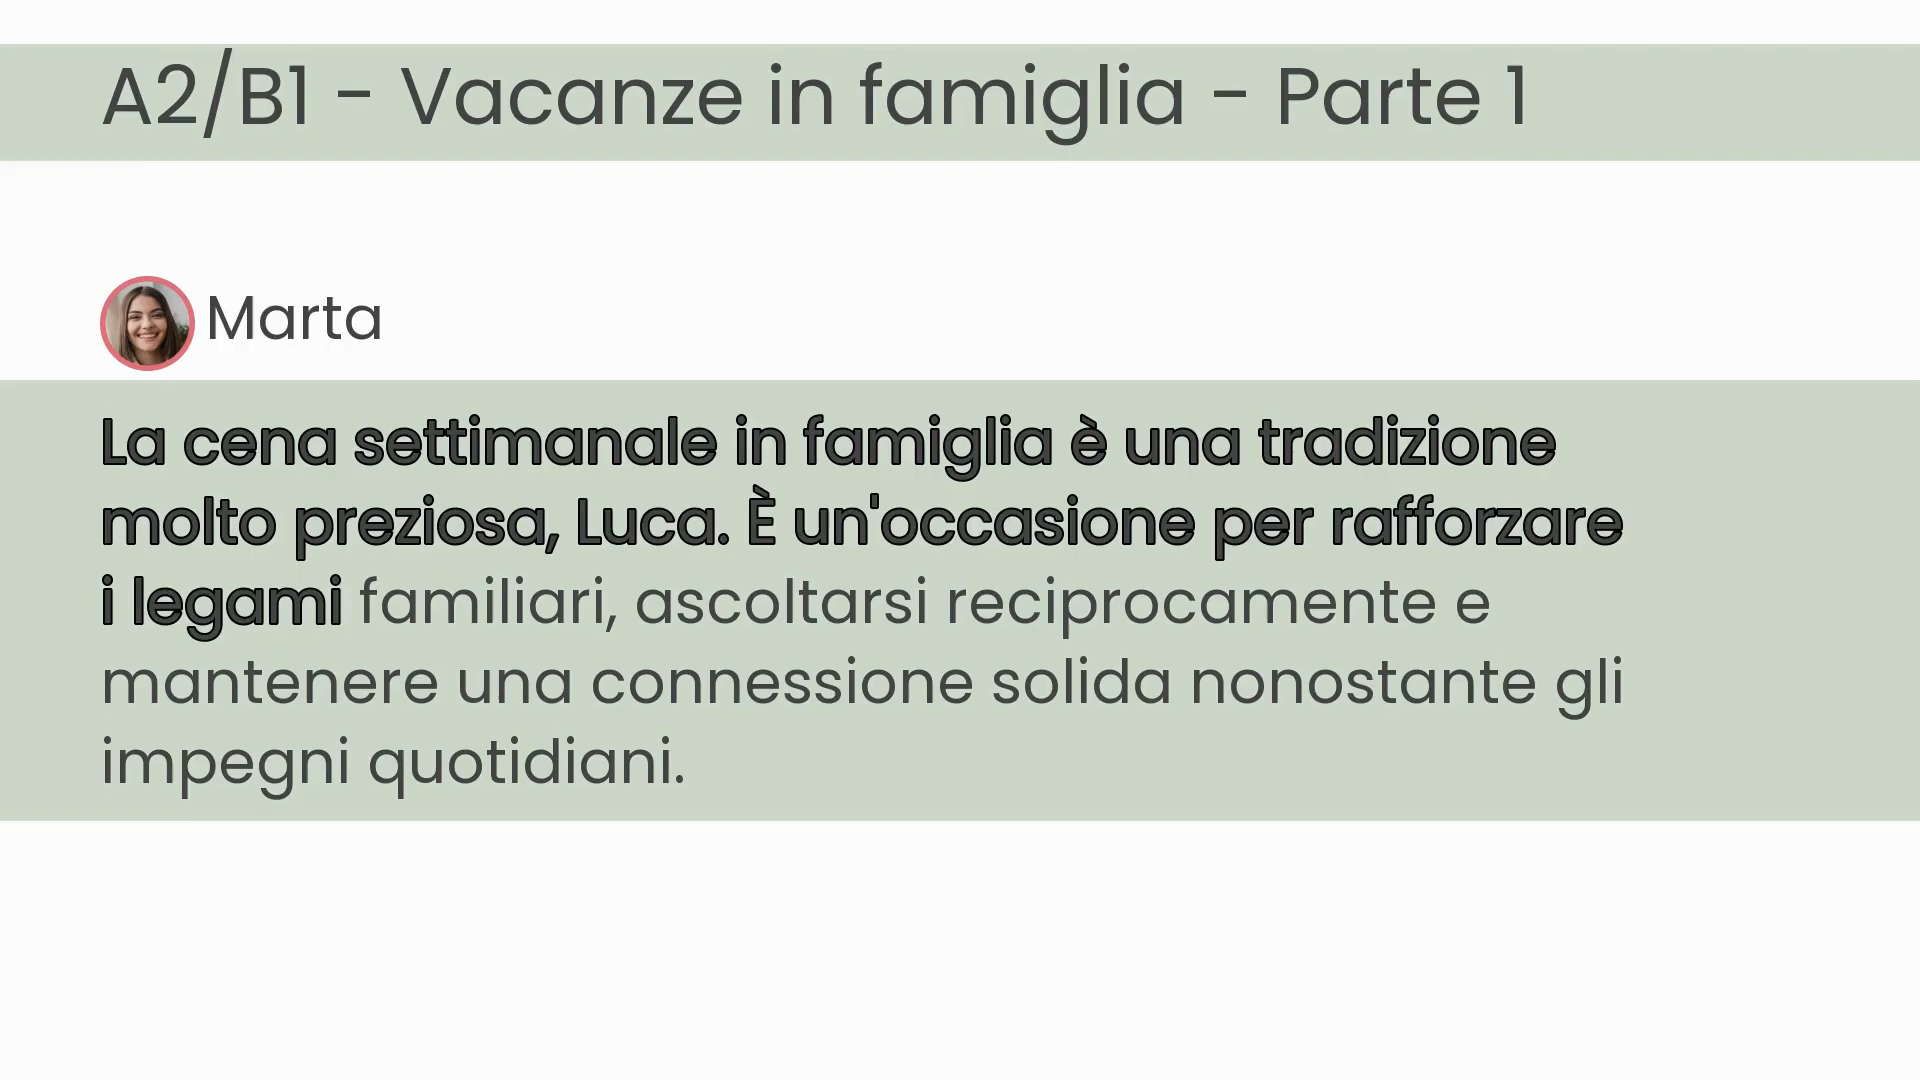 A2/B1 - Vacanze in famiglia - Parte 1
Marta
La cena settimanale in famiglia è una tradizione
molto preziosa, Luca. È un'occasione per rafforzare
i legami familiari, ascoltarsi reciprocamente e
mantenere una connessione solida nonostante gli
impegni quotidiani.